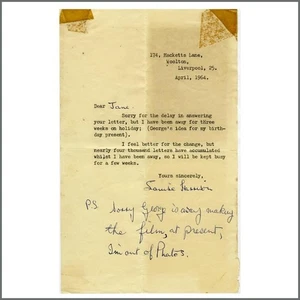 174, Macketts Lane,
Woolton,
Liverpool, 25.
April, 1964.
Dear Jane
Sorry for the delay in answering
your letter, but I have been away for three
weeks on holiday; (George's idea for my birth-
day present).
I feel better for the change, but
nearly four thousand letters have accumulated
whilst I have been away, so I will be kept busy
for a few weeks.
Yours sincerely,
Louise Harrison
P.S Sorry George is away making
the film, at present,
I'm out of Photos.